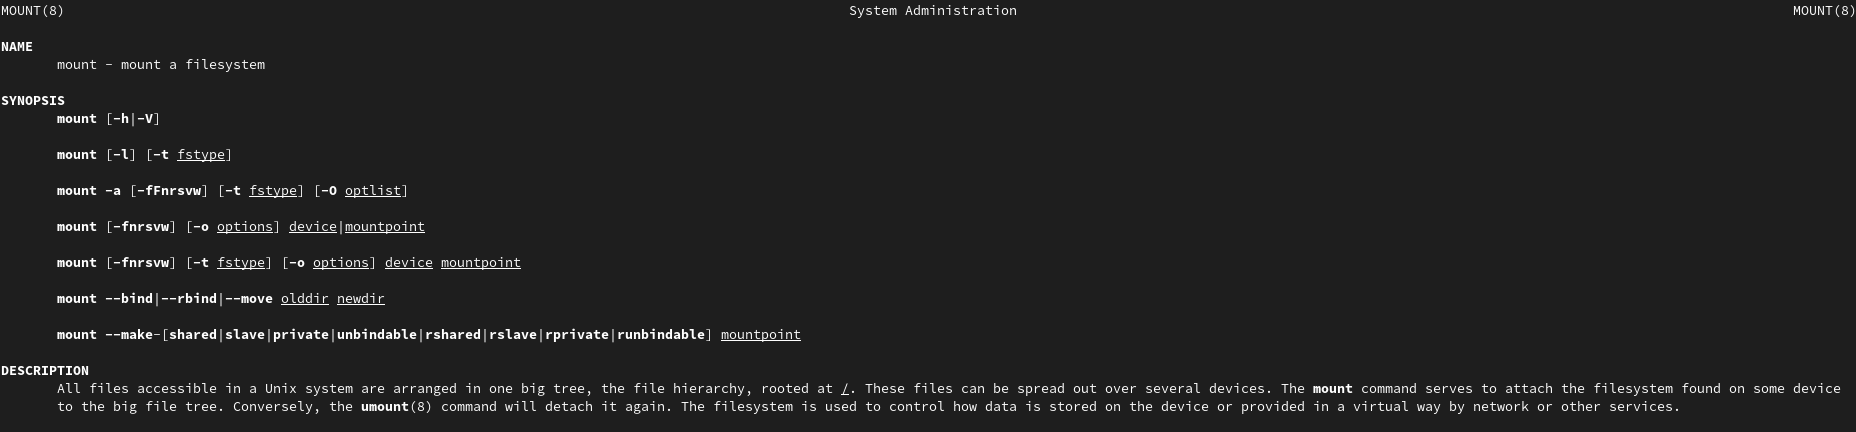 MOUNT(8) System Administration MOUNT(8)
NAME
mount - mount a filesystem
SYNOPSIS
mount [-h|-V]
mount [-l] [-t fstype]
mount -a [-fFnrsvw] [-t fstype] [-O optlist]
mount [-fnrsvw] [-o options] device|mountpoint
mount [-fnrsvw] [-t fstype] [-o options] device mountpoint
mount --bind|--rbind|--move olddir newdir
mount --make-[shared|slave|private|unbindable|rshared|rslave|rprivate|runbindable] mountpoint
DESCRIPTION
All files accessible in a Unix system are arranged in one big tree, the file hierarchy, rooted at /. These files can be spread out over several devices. The mount command serves to attach the filesystem found on some device
to the big file tree. Conversely, the umount(8) command will detach it again. The filesystem is used to control how data is stored on the device or provided in a virtual way by network or other services.